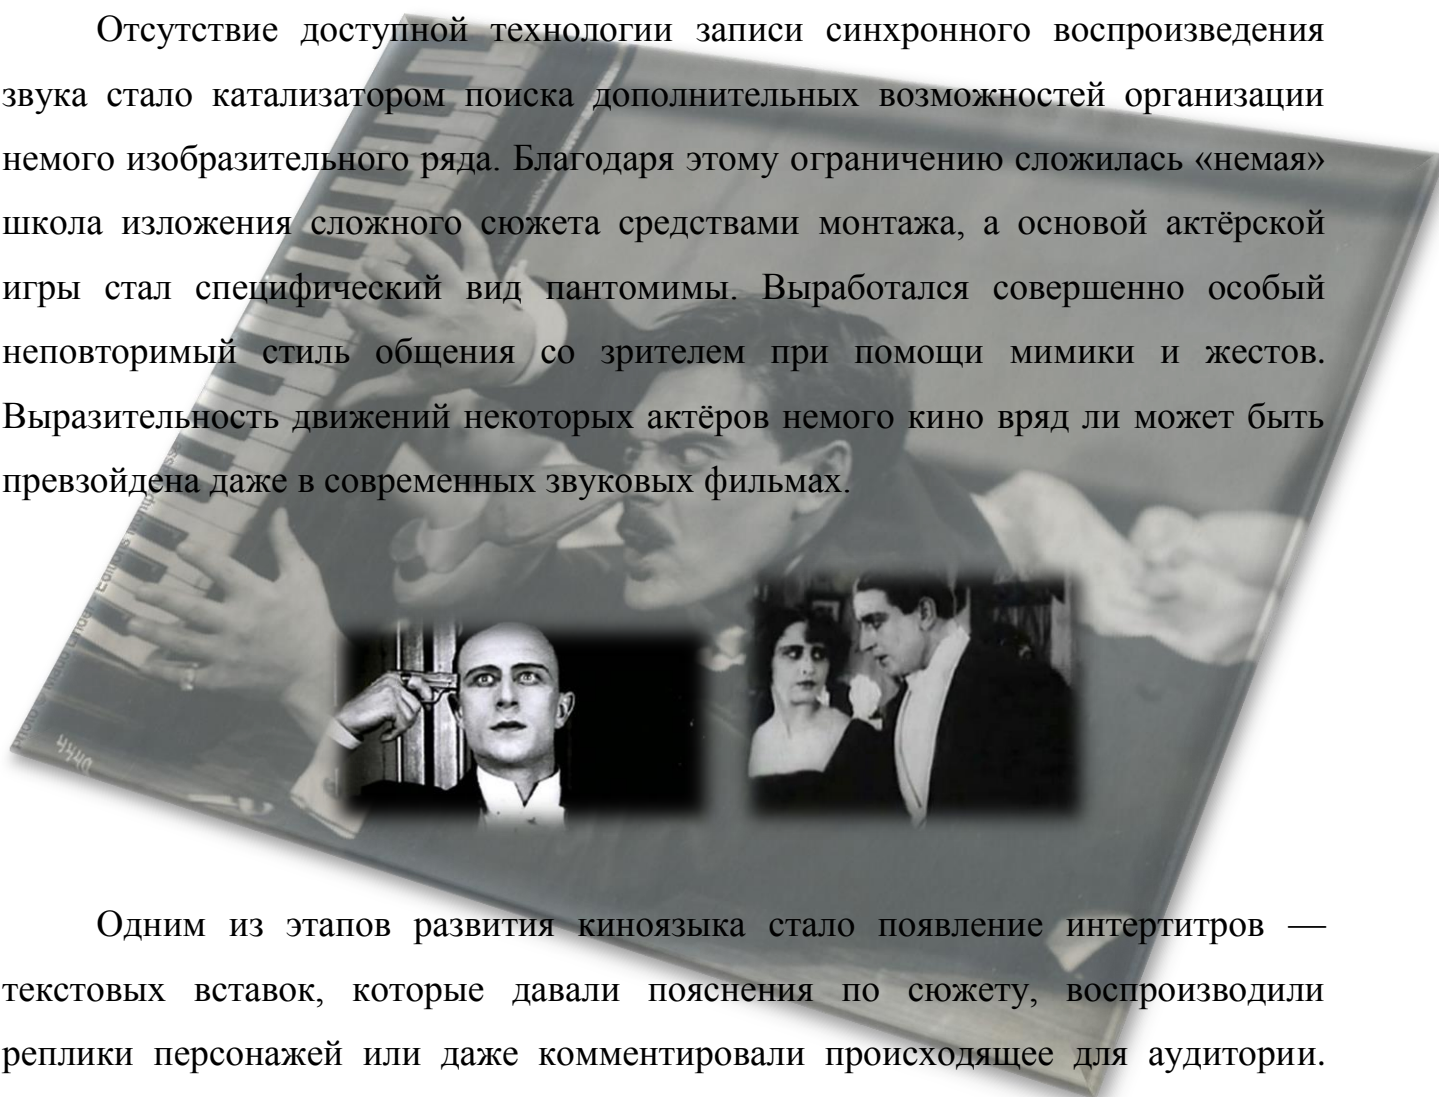 Отсутствие доступной технологии записи синхронного воспроизведения
звука стало катализатором поиска дополнительных возможностей организации
немого изобразительного ряда. Благодаря этому ограничению сложилась «немая»
школа изложения сложного сюжета средствами монтажа, а основой актёрской
игры стал специфический вид пантомимы. Выработался совершенно особый
неповторимый стиль общения со зрителем при помощи мимики и жестов.
Выразительность движений некоторых актёров немого кино вряд ли может быть
превзойдена даже в современных звуковых фильмах.
4440
Одним из этапов развития киноязыка стало появление интертитров —
текстовых вставок, которые давали пояснения по сюжету, воспроизводили
реплики персонажей или даже комментировали происходящее для аудитории.